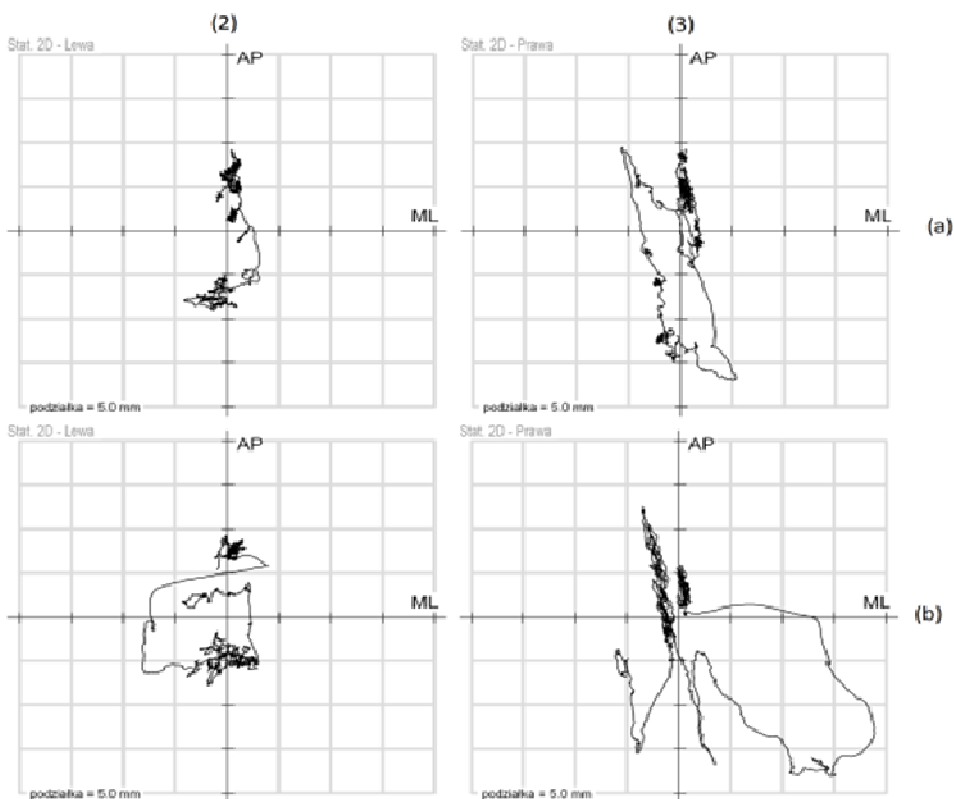 (2) (3)
Stat. 2D - Lewa Stat. 2D - Prawa
AP AP
ML ML (a)
podziałka = 5.0 mm podziałka = 5.0 mm
Stat. 2D - Lewa Stat. 2D - Prawa
AP AP
ML ML (b)
podziałka = 5.0 mm podziałka = 5.0 mm